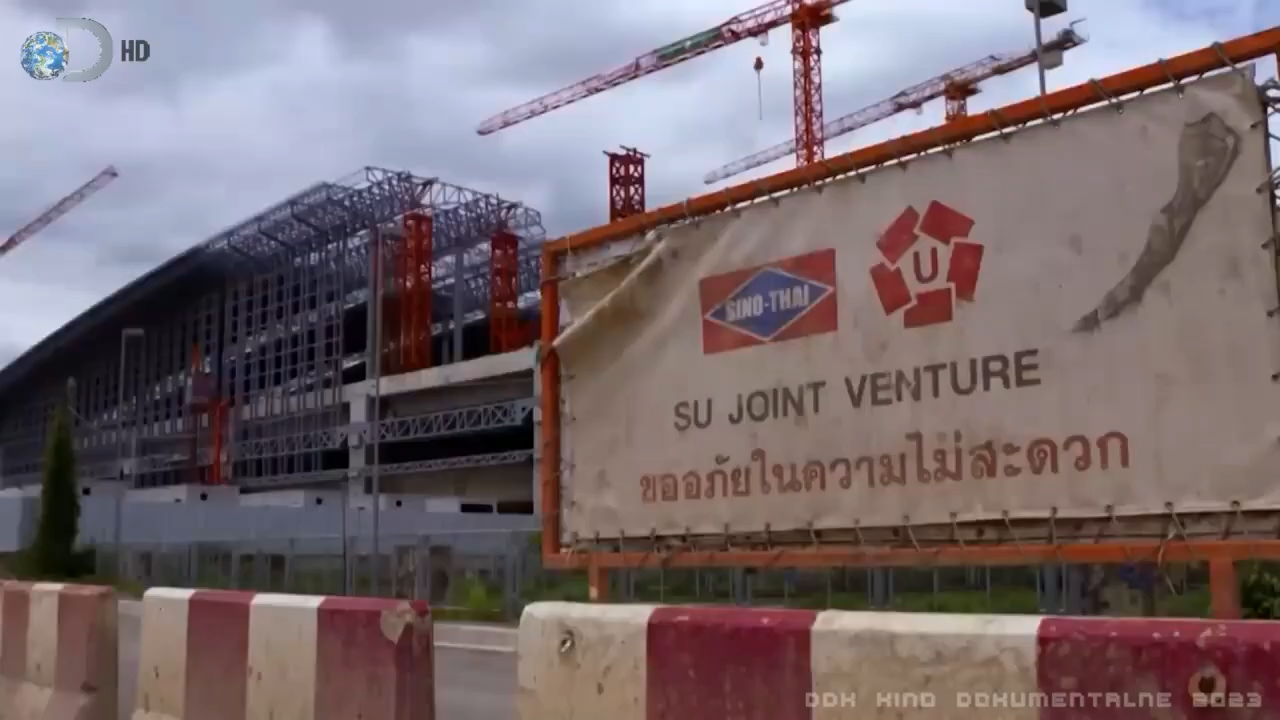 HD
SINO-THAI
U
SU JOINT VENTURE
ขออภัยในความไม่สะดวก
DDK KINO DOKUMENTALNE 2023